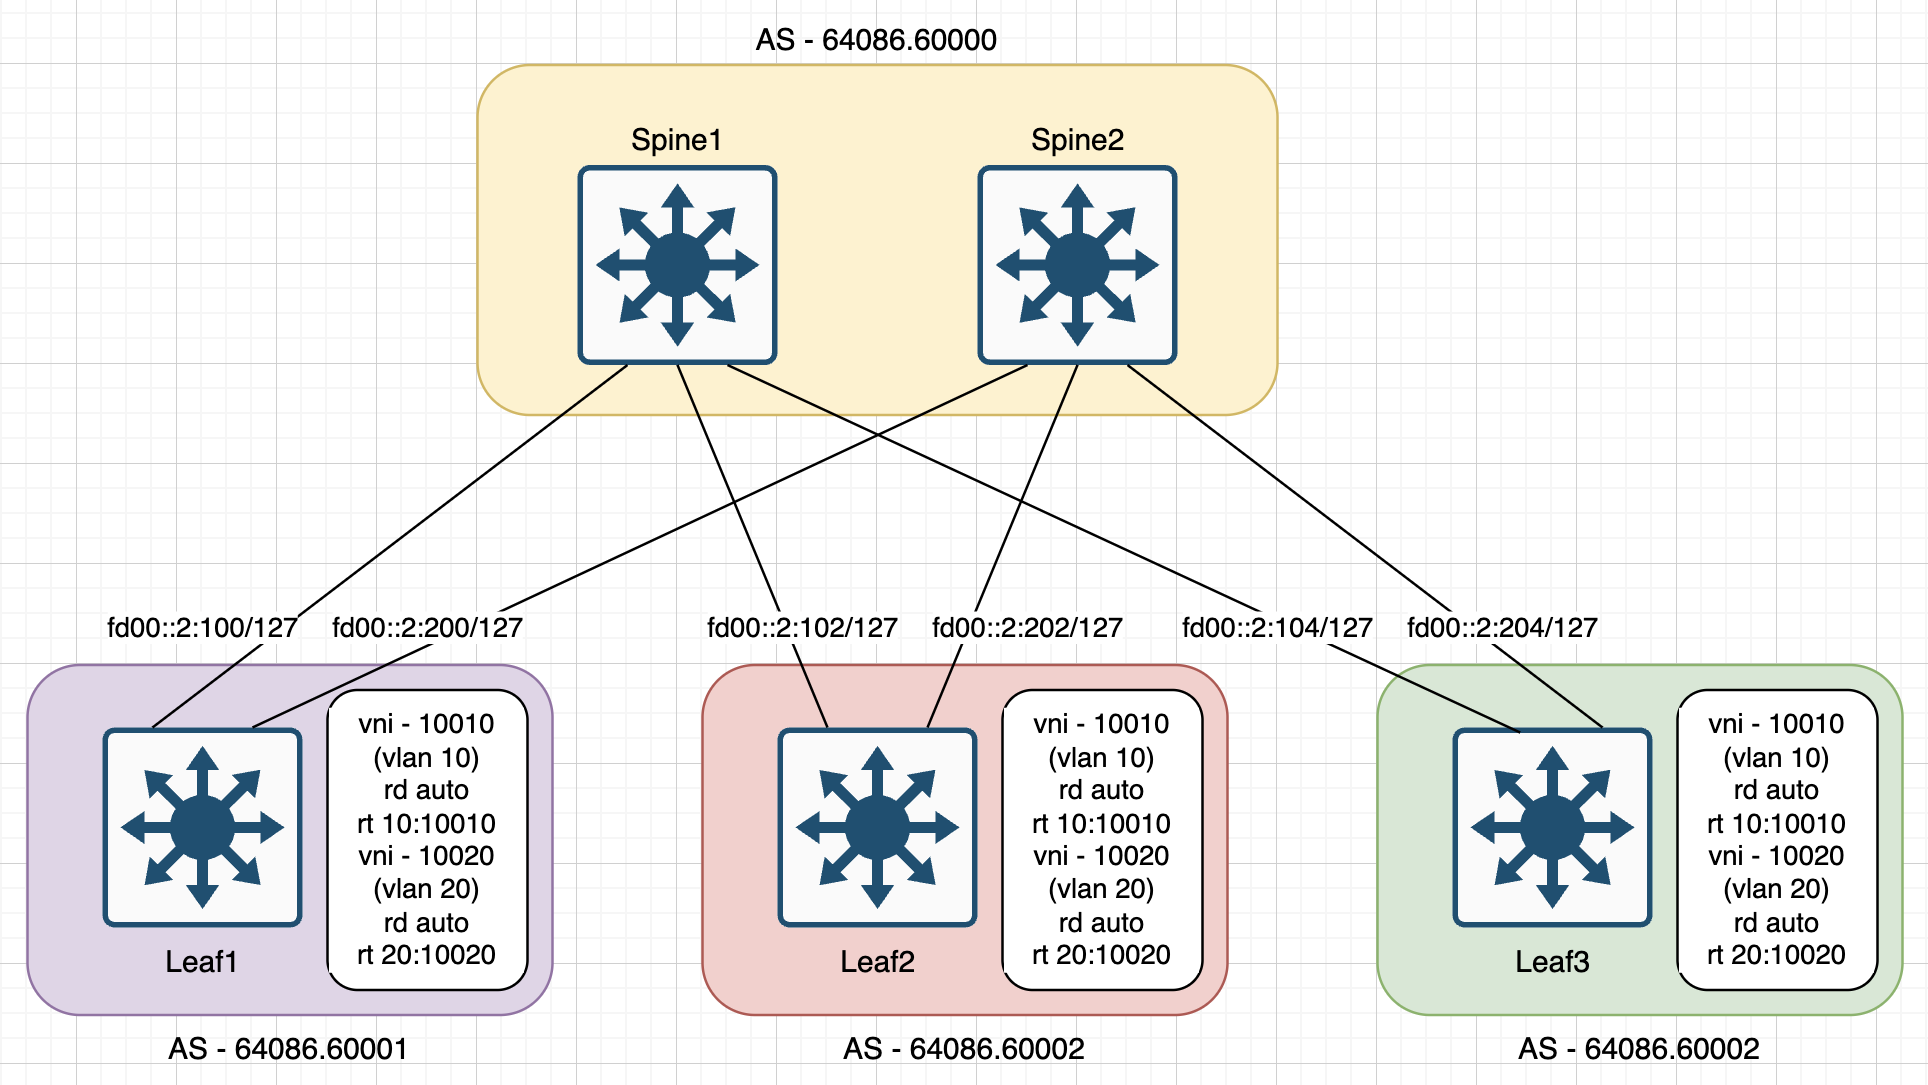 AS - 64086.60000
Spine1
Spine2
fd00::2:100/127
fd00::2:200/127
fd00::2:102/127
fd00::2:202/127
fd00::2:104/127
fd00::2:204/127
vni - 10010
(vlan 10)
rd auto
rt 10:10010
vni - 10020
(vlan 20)
rd auto
rt 20:10020
Leaf1
AS - 64086.60001
vni - 10010
(vlan 10)
rd auto
rt 10:10010
vni - 10020
(vlan 20)
rd auto
rt 20:10020
Leaf2
AS - 64086.60002
vni - 10010
(vlan 10)
rd auto
rt 10:10010
vni - 10020
(vlan 20)
rd auto
rt 20:10020
Leaf3
AS - 64086.60002